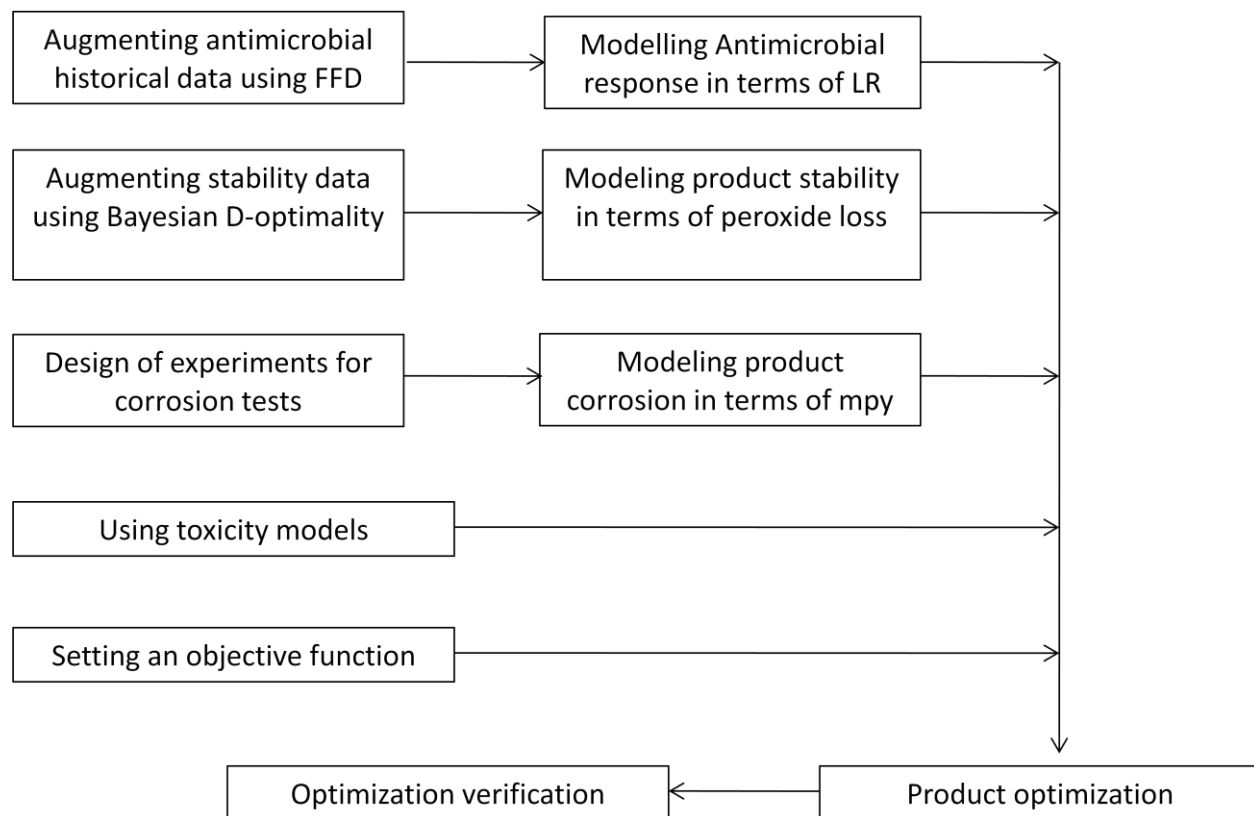 Augmenting antimicrobial
historical data using FFD
Modelling Antimicrobial
response in terms of LR
Augmenting stability data
using Bayesian D-optimality
Modeling product stability
in terms of peroxide loss
Design of experiments for
corrosion tests
Modeling product
corrosion in terms of mpy
Using toxicity models
Setting an objective function
Optimization verification
Product optimization